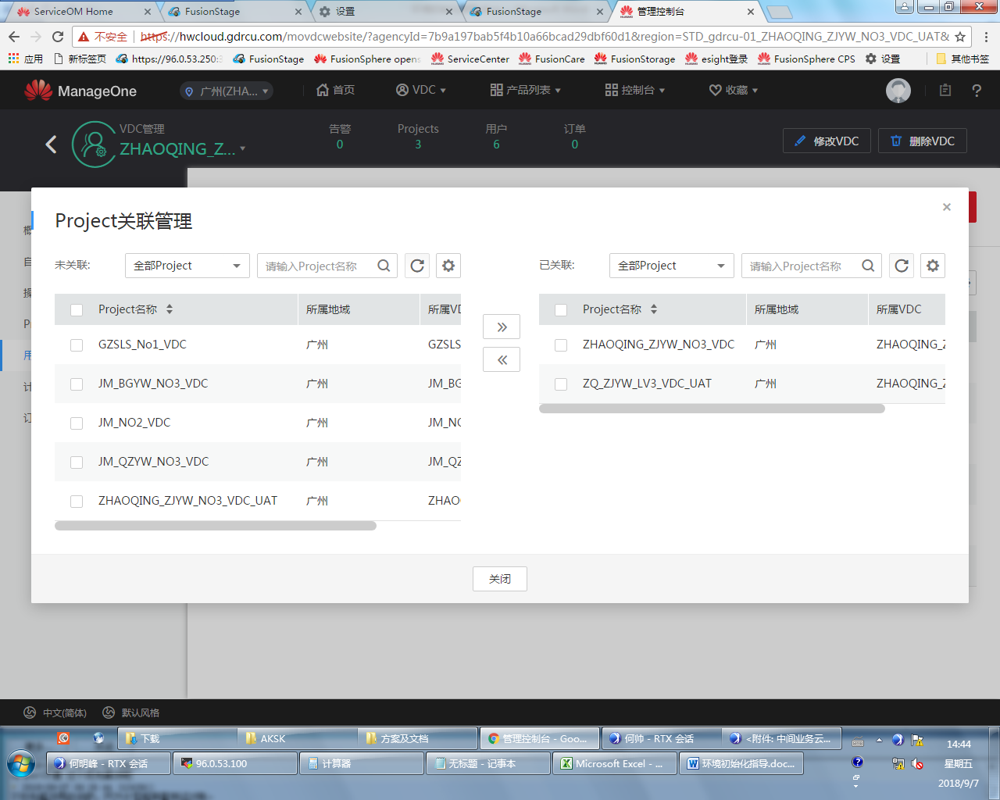 ServiceOM Home
FusionStage
设置
FusionStage
管理控制台
不安全 https://hwcloud.gdrcu.com/movdcwebsite/?agencyId=7b9a197bab5f4b10a66bcad29dbf60d1&region=STD_gdrcu-01_ZHAOQING_ZJYW_NO3_VDC_UAT&
应用 新标签页 https://96.0.53.250: FusionStage FusionSphere opens ServiceCenter FusionCare FusionStorage esight登录 FusionSphere CPS 设置 其他书签
ManageOne 广州(ZHA... 首页 VDC 产品列表 控制台 收藏
VDC管理 告警 Projects 用户 订单
ZHAOQING_Z... 0 3 6 0 修改VDC 删除VDC
Project关联管理
未关联: 全部Project 请输入Project名称
Project名称 所属地域 所属VD
GZSLS_No1_VDC 广州 GZSLS
JM_BGYW_NO3_VDC 广州 JM_BG
JM_NO2_VDC 广州 JM_NO
JM_QZYW_NO3_VDC 广州 JM_QZ
ZHAOQING_ZJYW_NO3_VDC_UAT 广州 ZHAO
已关联: 全部Project 请输入Project名称
Project名称 所属地域 所属VDC
ZHAOQING_ZJYW_NO3_VDC 广州 ZHAOQING_Z
ZQ_ZJYW_LV3_VDC_UAT 广州 ZHAOQING_Z
关闭
中文(简体) 默认风格
下载 AKSK 方案及文档 管理控制台 - Goo... 何帅 - RTX 会话 <附件: 中间业务云...
何明峰 - RTX 会话 96.0.53.100 计算器 无标题 - 记事本 Microsoft Excel - ... 环境初始化指导.doc...
14:44
星期五
2018/9/7